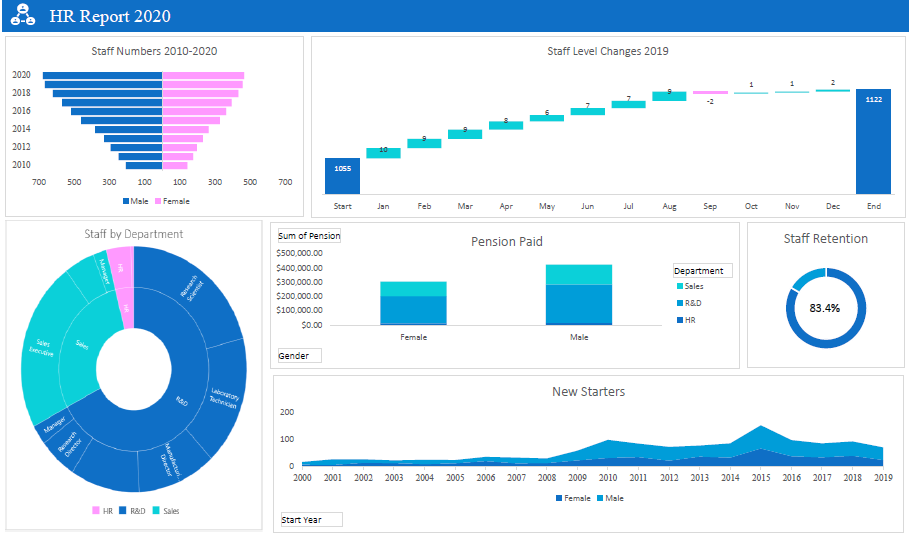 HR Report 2020
Staff Numbers 2010-2020
2020
2018
2016
2014
2012
2010
700 500 300 100 100 300 500 700
Male Female
Staff Level Changes 2019
1055
10
9
9
8
6
7
7
9
-2
1
1
2
1122
Start Jan Feb Mar Apr May Jun Jul Aug Sep Oct Nov Dec End
Staff by Department
Manager
HR
HR
Research
Scientist
Sales
Executive
Sales
R&D
Laboratory
Technician
Manager
Research
Director
Manufacturi...
Director
HR R&D Sales
Sum of Pension
Pension Paid
$500,000.00
$400,000.00
$300,000.00
$200,000.00
$100,000.00
$0.00
Female Male
Department
Sales
R&D
HR
Gender
Staff Retention
83.4%
New Starters
200
100
0
2000 2001 2002 2003 2004 2005 2006 2007 2008 2009 2010 2011 2012 2013 2014 2015 2016 2017 2018 2019
Female Male
Start Year